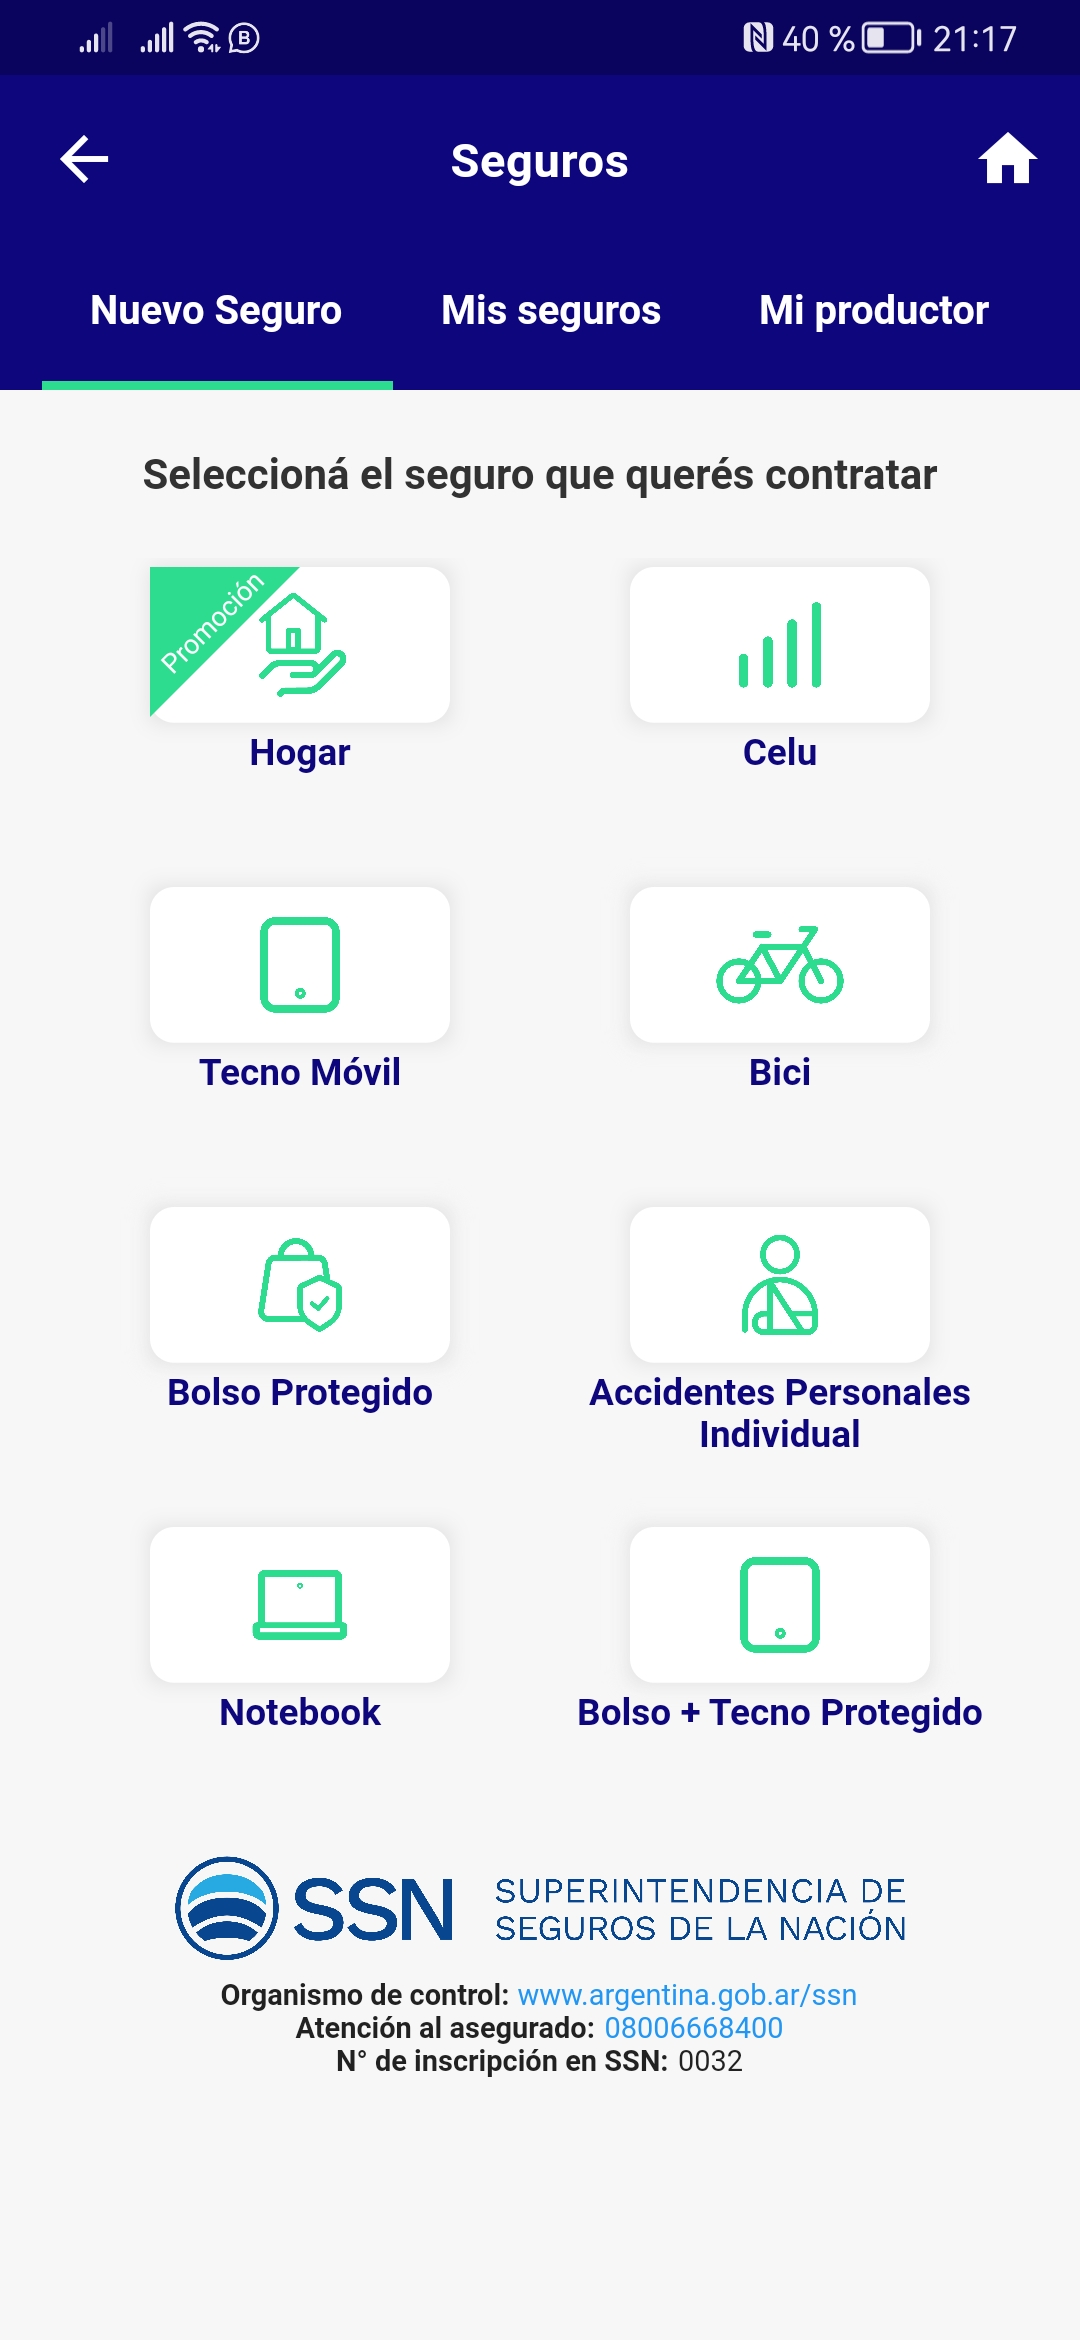 40 % 21:17
Seguros
Nuevo Seguro Mis seguros Mi productor
Seleccioná el seguro que querés contratar
Promoción
Hogar Celu
Tecno Móvil Bici
Bolso Protegido Accidentes Personales
Individual
Notebook Bolso + Tecno Protegido
SSN SUPERINTENDENCIA DE
SEGUROS DE LA NACIÓN
Organismo de control: www.argentina.gob.ar/ssn
Atención al asegurado: 08006668400
N° de inscripción en SSN: 0032